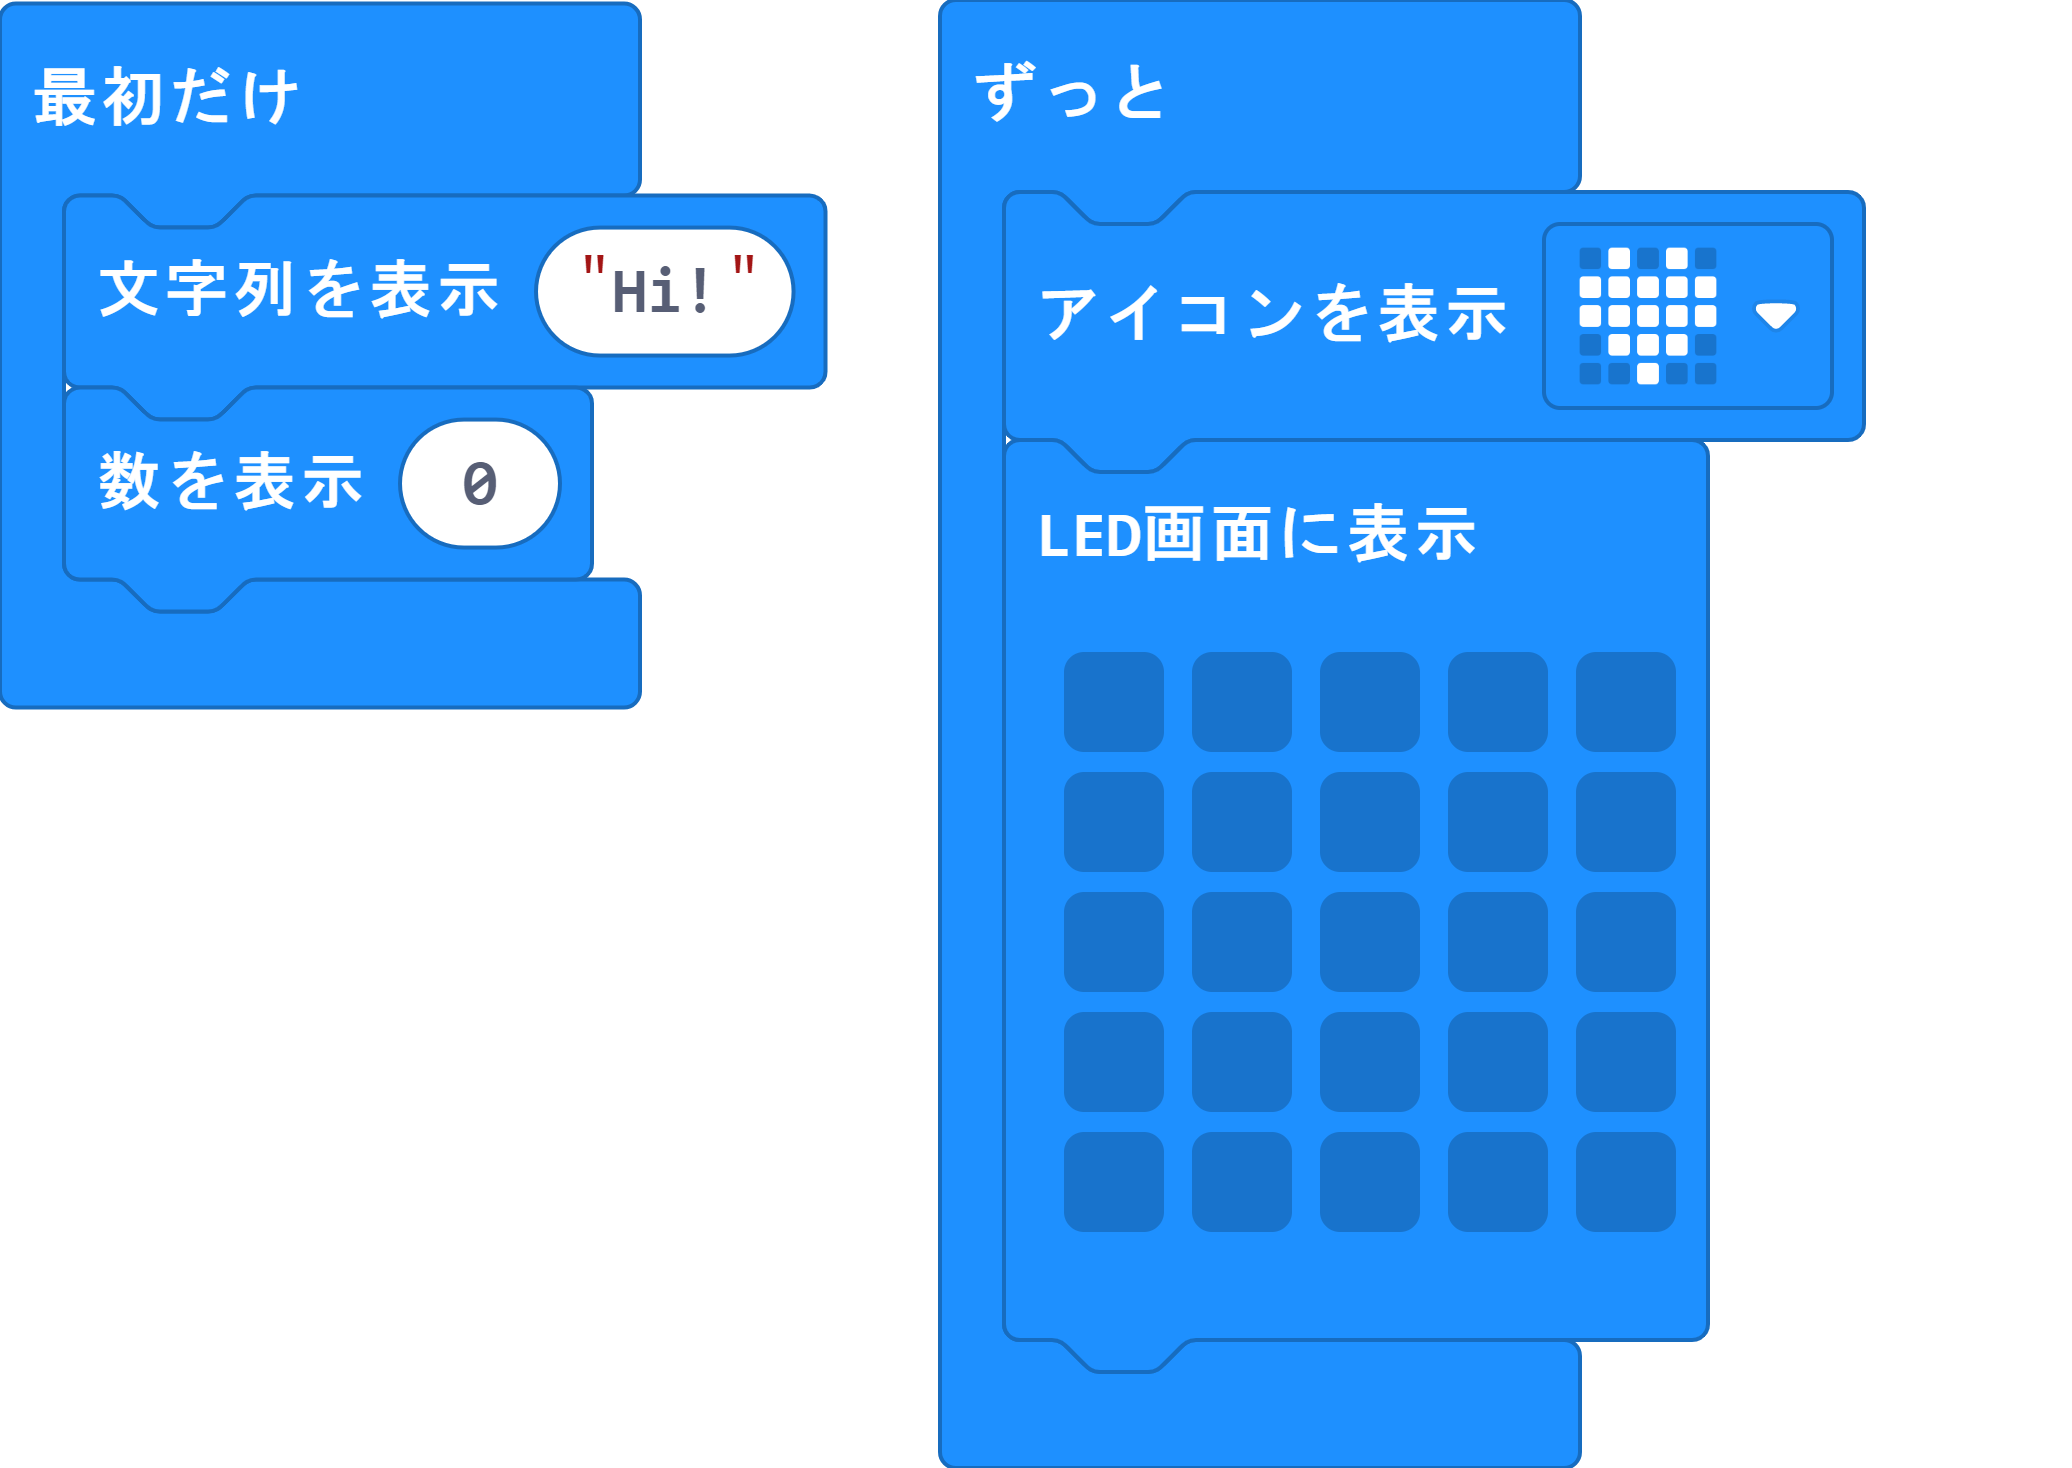 最初だけ
文字列を表示 "Hi!"
数を表示 0
ずっと
アイコンを表示
LED画面に表示